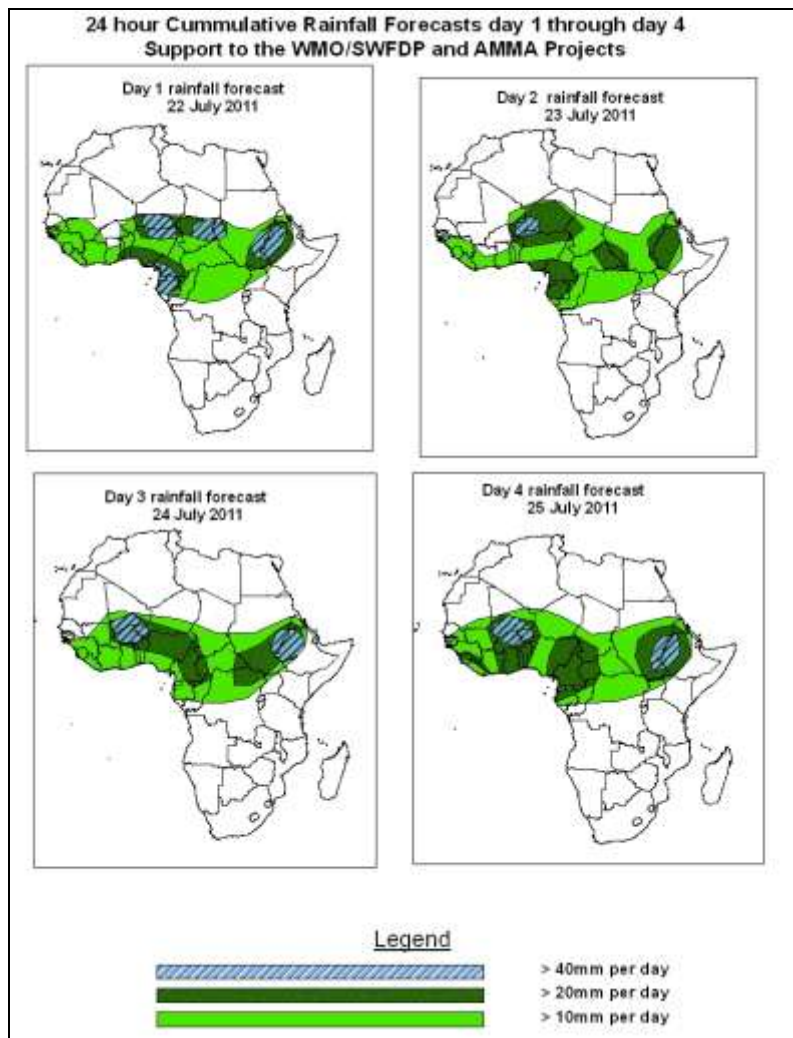 24 hour Cummulative Rainfall Forecasts day 1 through day 4
Support to the WMO/SWFDP and AMMA Projects
Day 1 rainfall forecast
22 July 2011
Day 2 rainfall forecast
23 July 2011
Day 3 rainfall forecast
24 July 2011
Day 4 rainfall forecast
25 July 2011
Legend
> 40mm per day
> 20mm per day
> 10mm per day